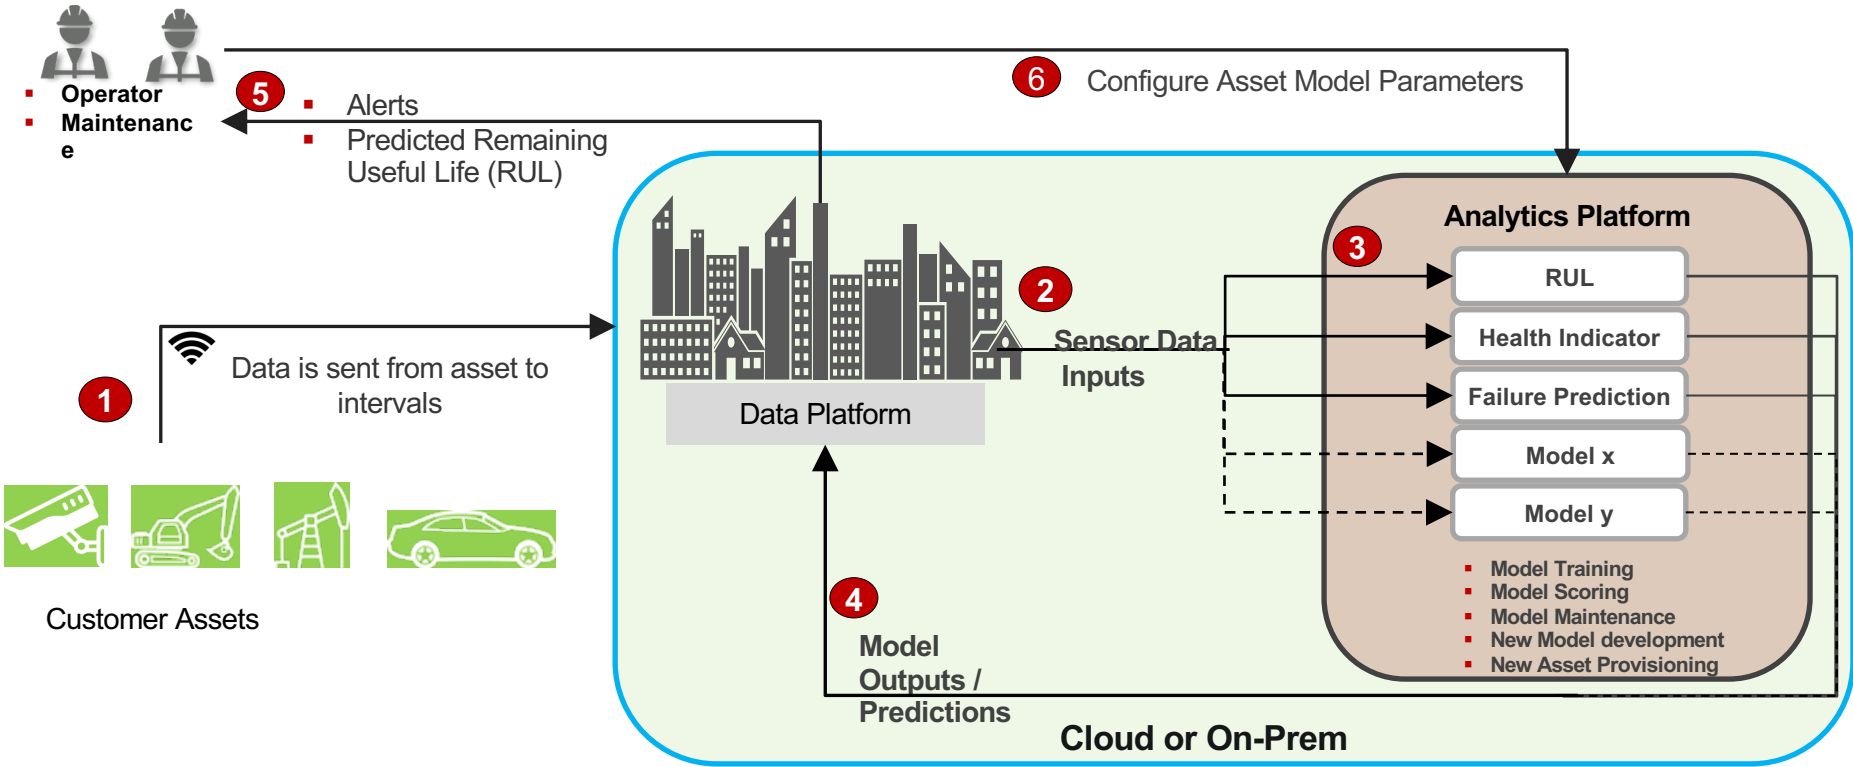 Operator
Maintenanc
e
5
Alerts
Predicted Remaining
Useful Life (RUL)
6
Configure Asset Model Parameters
1
Data is sent from asset to
intervals
Customer Assets
Data Platform
2
Sensor Data
Inputs
3
Analytics Platform
RUL
Health Indicator
Failure Prediction
Model x
Model y
Model Training
Model Scoring
Model Maintenance
New Model development
New Asset Provisioning
4
Model
Outputs /
Predictions
Cloud or On-Prem